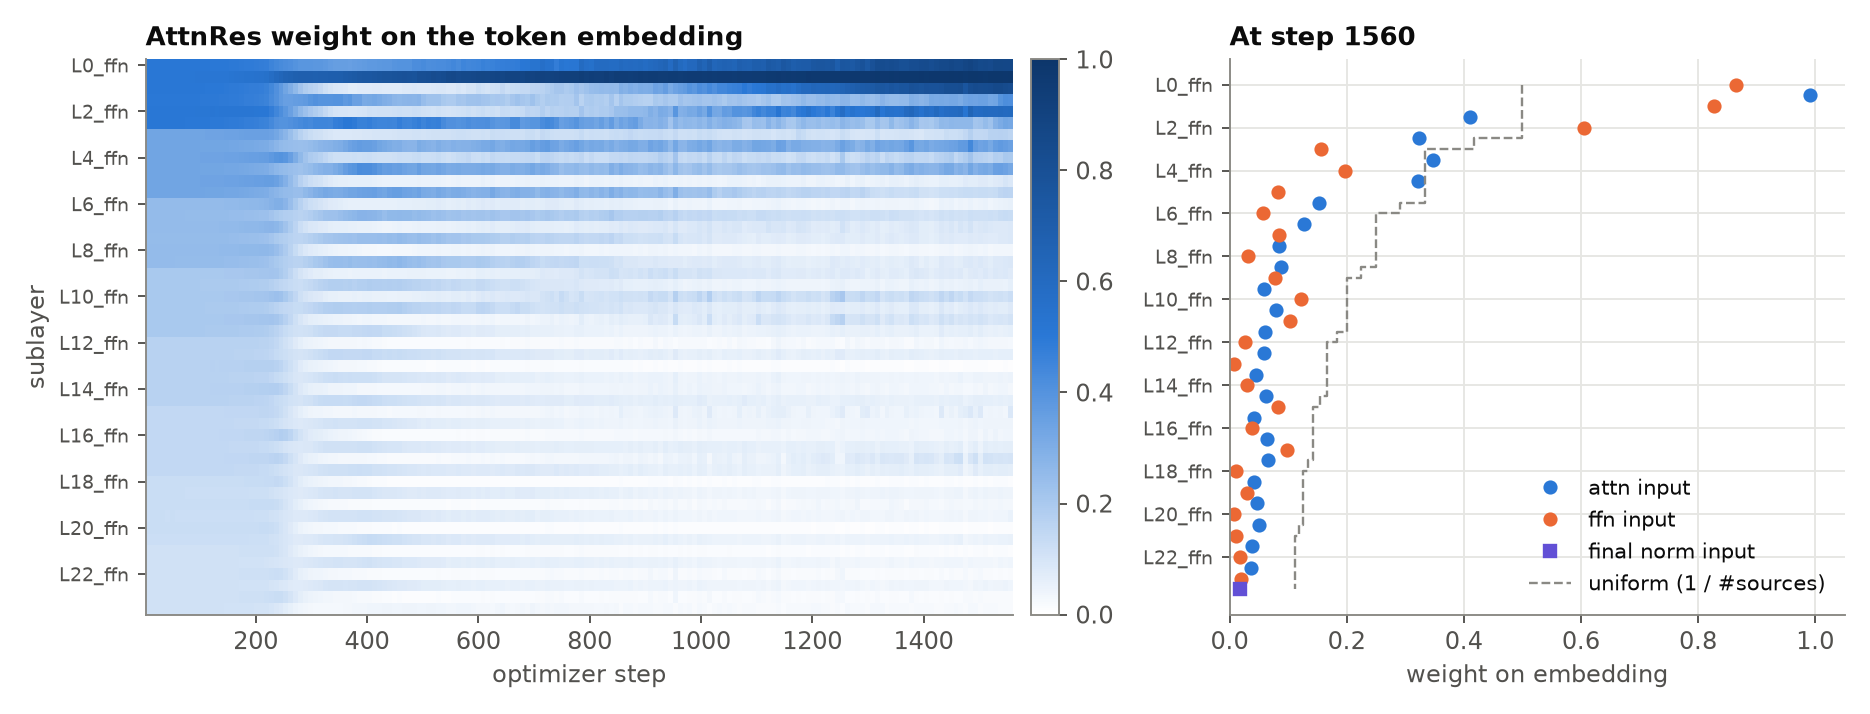 AttnRes weight on the token embedding
sublayer
L0_ffn
L2_ffn
L4_ffn
L6_ffn
L8_ffn
L10_ffn
L12_ffn
L14_ffn
L16_ffn
L18_ffn
L20_ffn
L22_ffn
200 400 600 800 1000 1200 1400
optimizer step
1.0
0.8
0.6
0.4
0.2
0.0
At step 1560
L0_ffn
L2_ffn
L4_ffn
L6_ffn
L8_ffn
L10_ffn
L12_ffn
L14_ffn
L16_ffn
L18_ffn
L20_ffn
L22_ffn
attn input
ffn input
final norm input
uniform (1 / #sources)
0.0 0.2 0.4 0.6 0.8 1.0
weight on embedding